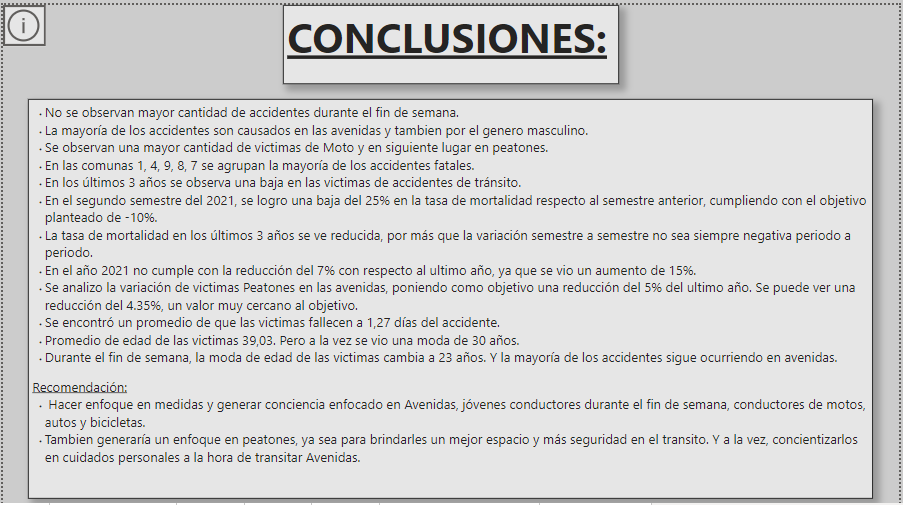 CONCLUSIONES:
· No se observan mayor cantidad de accidentes durante el fin de semana.
· La mayoría de los accidentes son causados en las avenidas y tambien por el genero masculino.
· Se observan una mayor cantidad de victimas de Moto y en siguiente lugar en peatones.
· En las comunas 1, 4, 9, 8, 7 se agrupan la mayoría de los accidentes fatales.
· En los últimos 3 años se observa una baja en las victimas de accidentes de tránsito.
· En el segundo semestre del 2021, se logro una baja del 25% en la tasa de mortalidad respecto al semestre anterior, cumpliendo con el objetivo
planteado de -10%.
· La tasa de mortalidad en los últimos 3 años se ve reducida, por más que la variación semestre a semestre no sea siempre negativa periodo a
periodo.
· En el año 2021 no cumple con la reducción del 7% con respecto al ultimo año, ya que se vio un aumento de 15%.
· Se analizo la variación de victimas Peatones en las avenidas, poniendo como objetivo una reducción del 5% del ultimo año. Se puede ver una
reducción del 4.35%, un valor muy cercano al objetivo.
· Se encontró un promedio de que las victimas fallecen a 1,27 días del accidente.
· Promedio de edad de las victimas 39,03. Pero a la vez se vio una moda de 30 años.
· Durante el fin de semana, la moda de edad de las victimas cambia a 23 años. Y la mayoría de los accidentes sigue ocurriendo en avenidas.
Recomendación:
· Hacer enfoque en medidas y generar conciencia enfocado en Avenidas, jóvenes conductores durante el fin de semana, conductores de motos,
autos y bicicletas.
· Tambien generaría un enfoque en peatones, ya sea para brindarles un mejor espacio y más seguridad en el transito. Y a la vez, concientizarlos
en cuidados personales a la hora de transitar Avenidas.